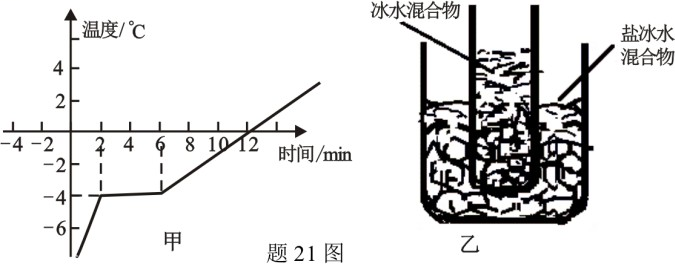 温度/℃
4
2
-4 -2 2 4 6 8 10 12
时间/min
-2
-4
-6
甲
题 21 图
冰水混合物
盐冰水
混合物
乙